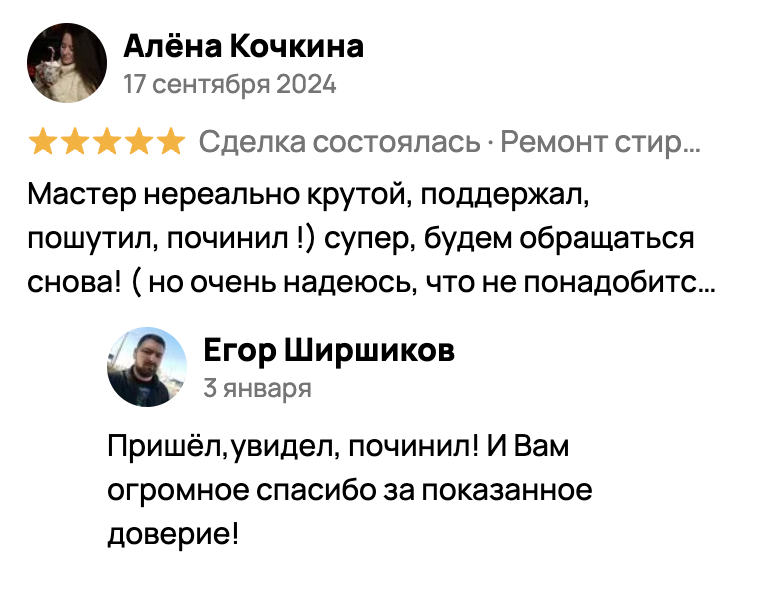 Алёна Кочкина
17 сентября 2024
Сделка состоялась · Ремонт стир...
Мастер нереально крутой, поддержал,
пошутил, починил !) супер, будем обращаться
снова! ( но очень надеюсь, что не понадобитс...
Егор Ширшиков
3 января
Пришёл,увидел, починил! И Вам
огромное спасибо за показанное
доверие!